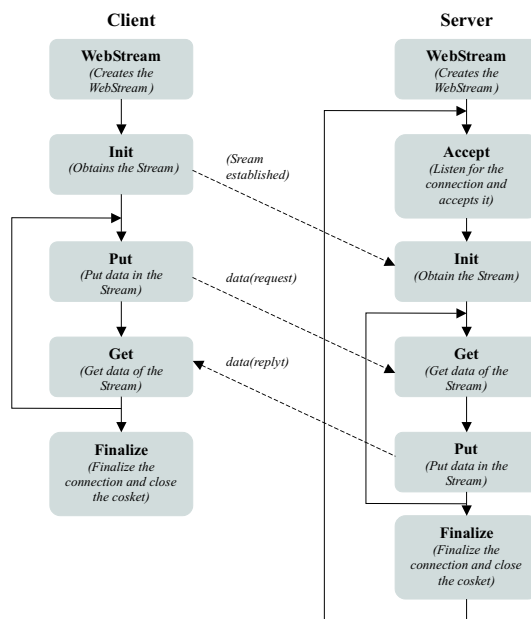 Client
WebStream
(Creates the
WebStream)
Init
(Obtains the Stream)
Put
(Put data in the
Stream)
Get
(Get data of the
Stream)
Finalize
(Finalize the
connection and close
the cosket)
(Sream
established)
data(request)
data(replyt)
Server
WebStream
(Creates the
WebStream)
Accept
(Listen for the
connection and
accepts it)
Init
(Obtain the Stream)
Get
(Get data of the
Stream)
Put
(Put data in the
Stream)
Finalize
(Finalize the
connection and close
the cosket)